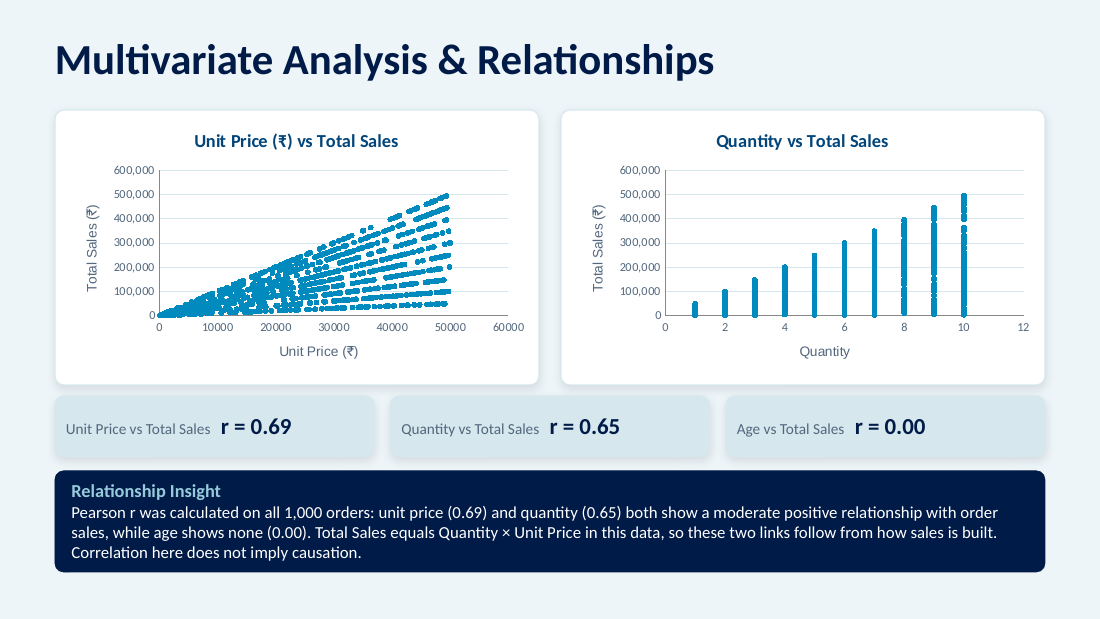 Multivariate Analysis & Relationships
Unit Price (₹) vs Total Sales
600,000
500,000
400,000
300,000
200,000
100,000
0
0 10000 20000 30000 40000 50000 60000
Total Sales (₹)
Unit Price (₹)
Quantity vs Total Sales
600,000
500,000
400,000
300,000
200,000
100,000
0
0 2 4 6 8 10 12
Total Sales (₹)
Quantity
Unit Price vs Total Sales r = 0.69
Quantity vs Total Sales r = 0.65
Age vs Total Sales r = 0.00
Relationship Insight
Pearson r was calculated on all 1,000 orders: unit price (0.69) and quantity (0.65) both show a moderate positive relationship with order
sales, while age shows none (0.00). Total Sales equals Quantity × Unit Price in this data, so these two links follow from how sales is built.
Correlation here does not imply causation.